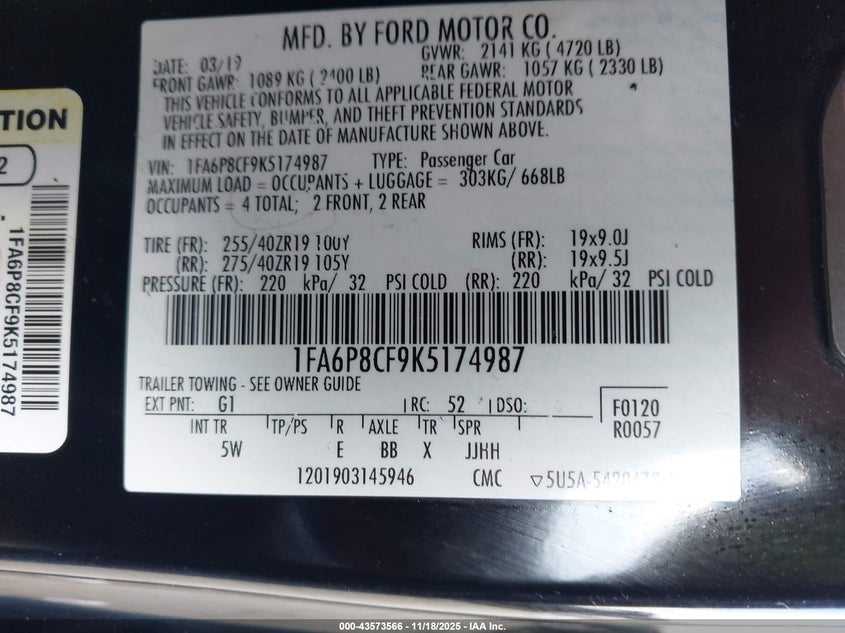 MFD. BY FORD MOTOR CO.
DATE: 03/19 GVWR: 2141 KG ( 4720 LB)
FRONT GAWR: 1089 KG ( 2400 LB) REAR GAWR: 1057 KG ( 2330 LB)
THIS VEHICLE CONFORMS TO ALL APPLICABLE FEDERAL MOTOR
VEHICLE SAFETY, BUMPER, AND THEFT PREVENTION STANDARDS
IN EFFECT ON THE DATE OF MANUFACTURE SHOWN ABOVE.
VIN: 1FA6P8CF9K5174987 TYPE: Passenger Car
MAXIMUM LOAD = OCCUPANTS + LUGGAGE = 303KG/ 668LB
OCCUPANTS = 4 TOTAL; 2 FRONT, 2 REAR
TIRE (FR): 255/40ZR19 100Y RIMS (FR): 19x9.0J
(RR): 275/40ZR19 105Y (RR): 19x9.5J
PRESSURE (FR): 220 kPa/ 32 PSI COLD (RR): 220 kPa/ 32 PSI COLD
1FA6P8CF9K5174987
TRAILER TOWING - SEE OWNER GUIDE
EXT PNT: G1 RC: 52 DSO: F0120
INT TR TP/PS R AXLE TR SPR R0057
5W E BB X JJHH
1201903145946 CMC ▽5U5A-
TION
2
1FA6P8CF9K5174987
000-43573566 - 11/18/2025 - IAA Inc.